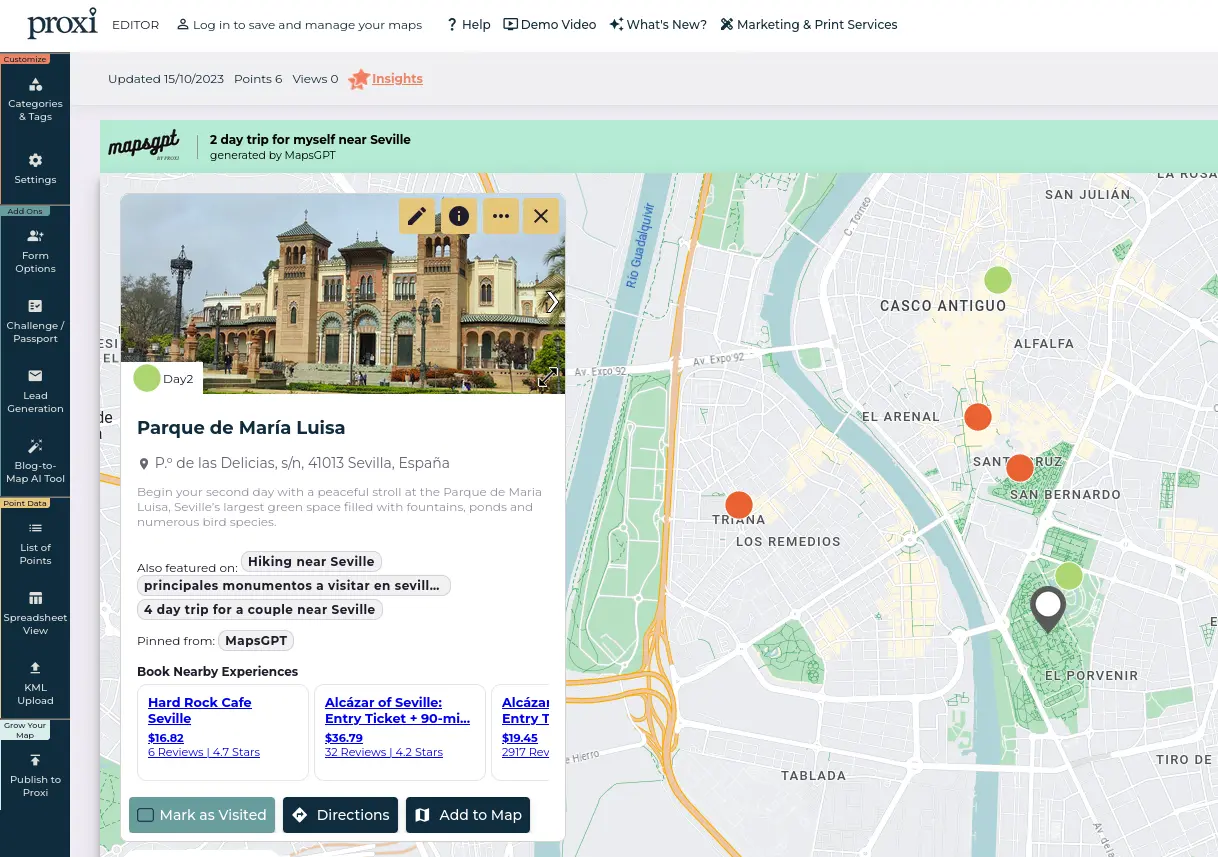 proxi
EDITOR
Log in to save and manage your maps
? Help
Demo Video
What's New?
Marketing & Print Services
Customize
Categories
& Tags
Settings
Add Ons
Form
Options
Challenge /
Passport
Lead
Generation
Blog-to-
Map AI Tool
Point Data
List of
Points
Spreadsheet
View
KML
Upload
Grow Your
Map
Publish to
Proxi
Updated 15/10/2023 Points 6 Views 0 Insights
mapsgpt
BY PROXI
2 day trip for myself near Seville
generated by MapsGPT
Day2
Parque de María Luisa
P.º de las Delicias, s/n, 41013 Sevilla, España
Begin your second day with a peaceful stroll at the Parque de Maria
Luisa, Seville's largest green space filled with fountains, ponds and
numerous bird species.
Also featured on: Hiking near Seville
principales monumentos a visitar en sevill...
4 day trip for a couple near Seville
Pinned from: MapsGPT
Book Nearby Experiences
Hard Rock Cafe
Seville
$16.82
6 Reviews | 4.7 Stars
Alcázar of Seville:
Entry Ticket + 90-mi...
$36.79
32 Reviews | 4.2 Stars
Alcázar
Entry T
$19.45
2917 Rev
Mark as Visited
Directions
Add to Map
LA ROSA
SAN JULIÁN
C. Torneo
Río Guadalquivir
CASCO ANTIGUO
ALFALFA
Av. Expo 92
Av. Expo 92
EL ARENAL
SANTA CRUZ
SAN BERNARDO
TRIANA
LOS REMEDIOS
EL PORVENIR
TIRO DE
TABLADA
de Hierro
Av. de la
ESI
EL
de
E